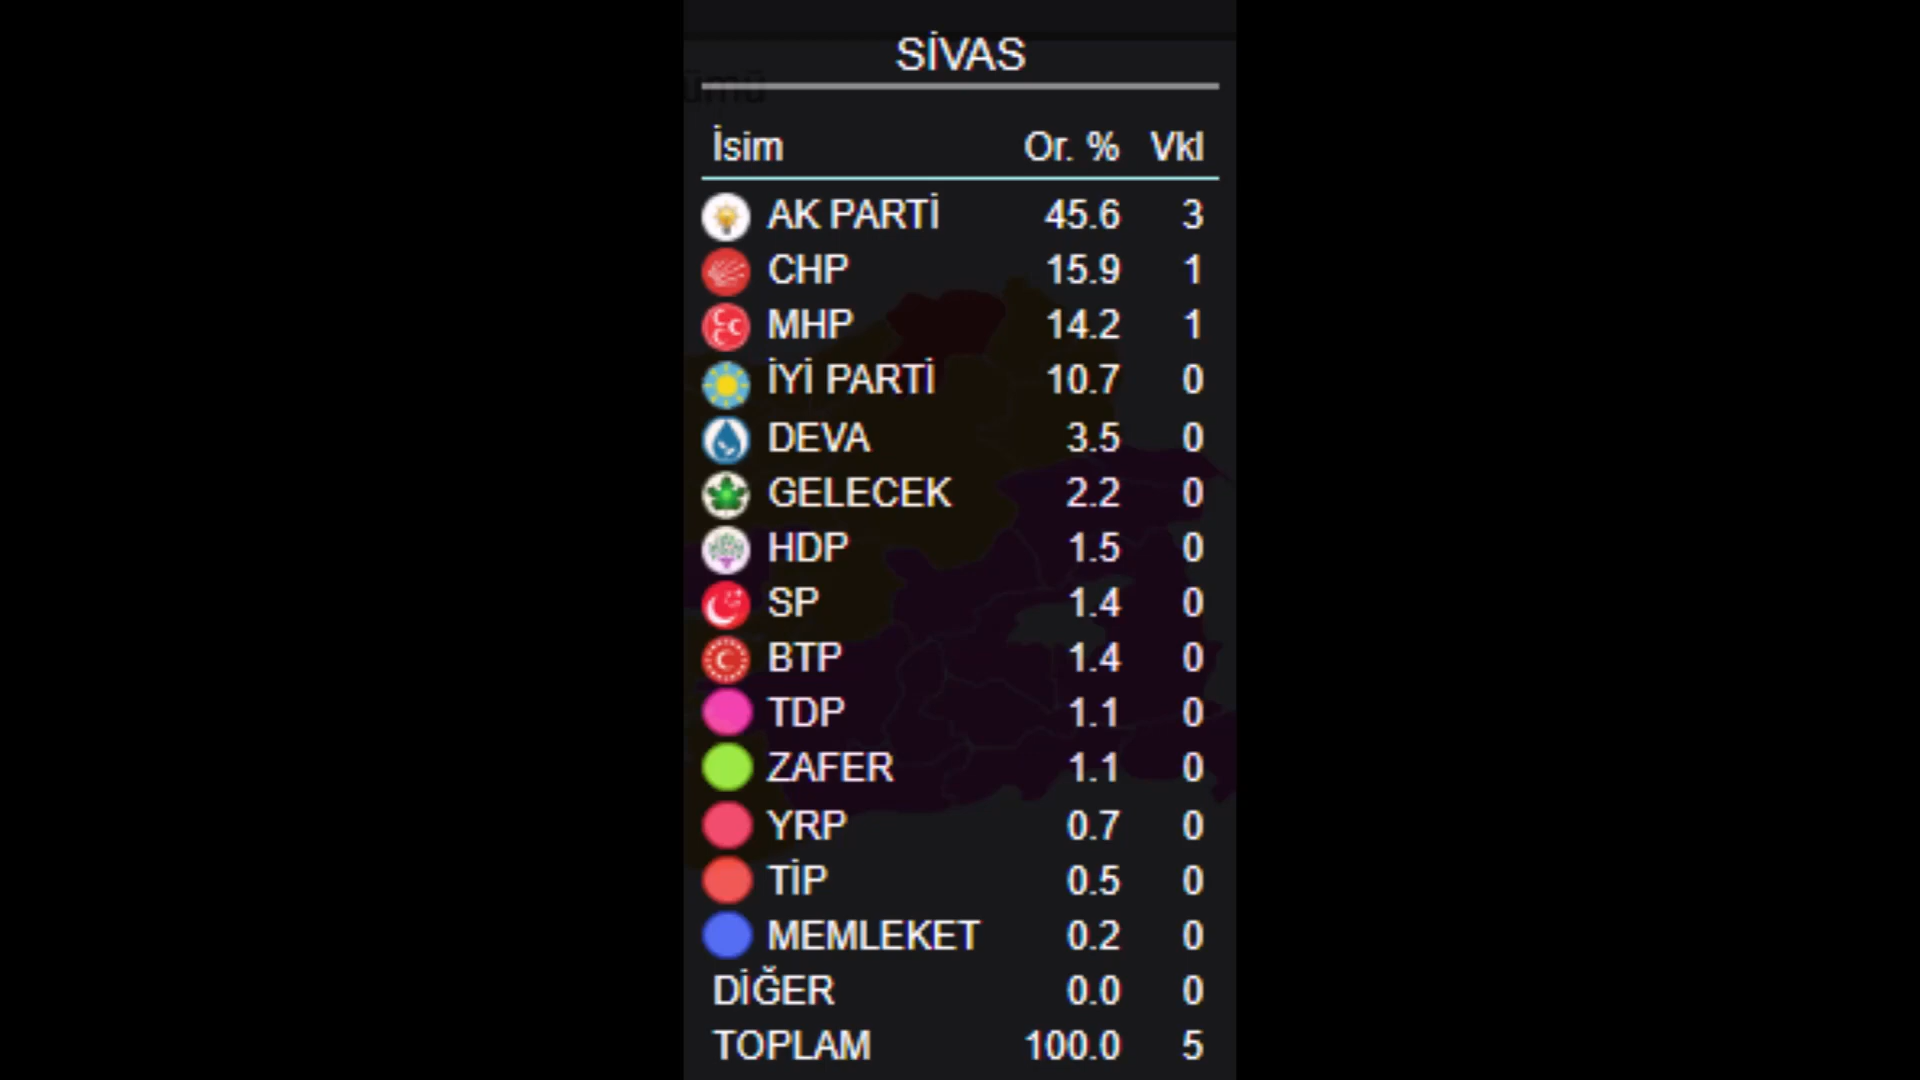 SİVAS
ümü
İsim Or. % Vkl
AK PARTİ 45.6 3
CHP 15.9 1
MHP 14.2 1
İYİ PARTİ 10.7 0
DEVA 3.5 0
GELECEK 2.2 0
HDP 1.5 0
SP 1.4 0
BTP 1.4 0
TDP 1.1 0
ZAFER 1.1 0
YRP 0.7 0
TİP 0.5 0
MEMLEKET 0.2 0
DİĞER 0.0 0
TOPLAM 100.0 5